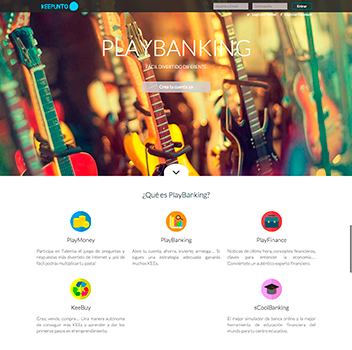 KEEPUNTO
Entrar
PLAYBANKING
FÁCIL DIVERTIDO DIFERENTE
Crea tu cuenta ya
¿Qué es PlayBanking?
PlayMoney
PlayBanking
PlayFinance
Participa en Talentia el juego de preguntas y
respuestas más divertido de Internet y ¡así de
fácil podrás multiplicar tu pasta!
Abre tu cuenta, ahorra, invierte, arriesga.... Si
sigues una estrategia adecuada ganarás
muchos KEEs.
Noticias de última hora, conceptos financieros,
claves para entender la economía....
Conviértete un auténtico experto financiero.
KeeBuy
sCoolBanking
Crea, vende, compra.... Una manera autónoma
de conseguir más KEEs y aprender a dar los
primeros pasos en el emprendimiento.
El mejor simulador de banca online y la mejor
herramienta de educación financiera del
mundo para tu centro educativo.